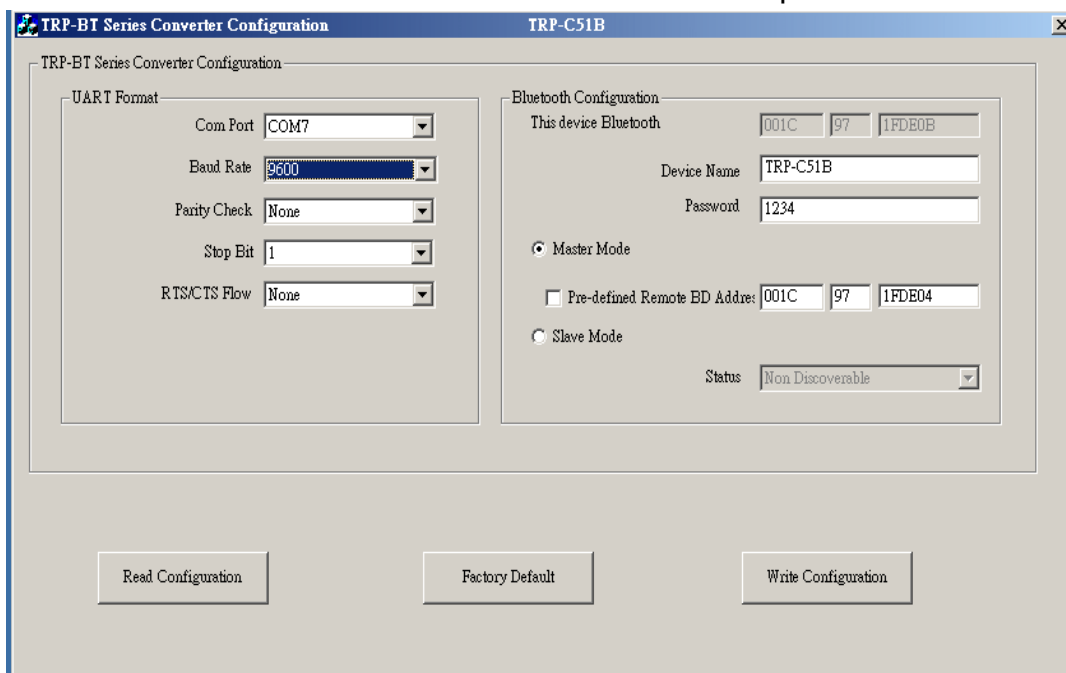 TRP-BT Series Converter Configuration TRP-C51B
TRP-BT Series Converter Configuration
UART Format
Com Port COM7
Baud Rate 9600
Parity Check None
Stop Bit 1
RTS/CTS Flow None
Bluetooth Configuration
This device Bluetooth 001C 97 1FDE0B
Device Name TRP-C51B
Password 1234
Master Mode
Pre-defined Remote BD Addres 001C 97 1FDE04
Slave Mode
Status Non Discoverable
Read Configuration Factory Default Write Configuration